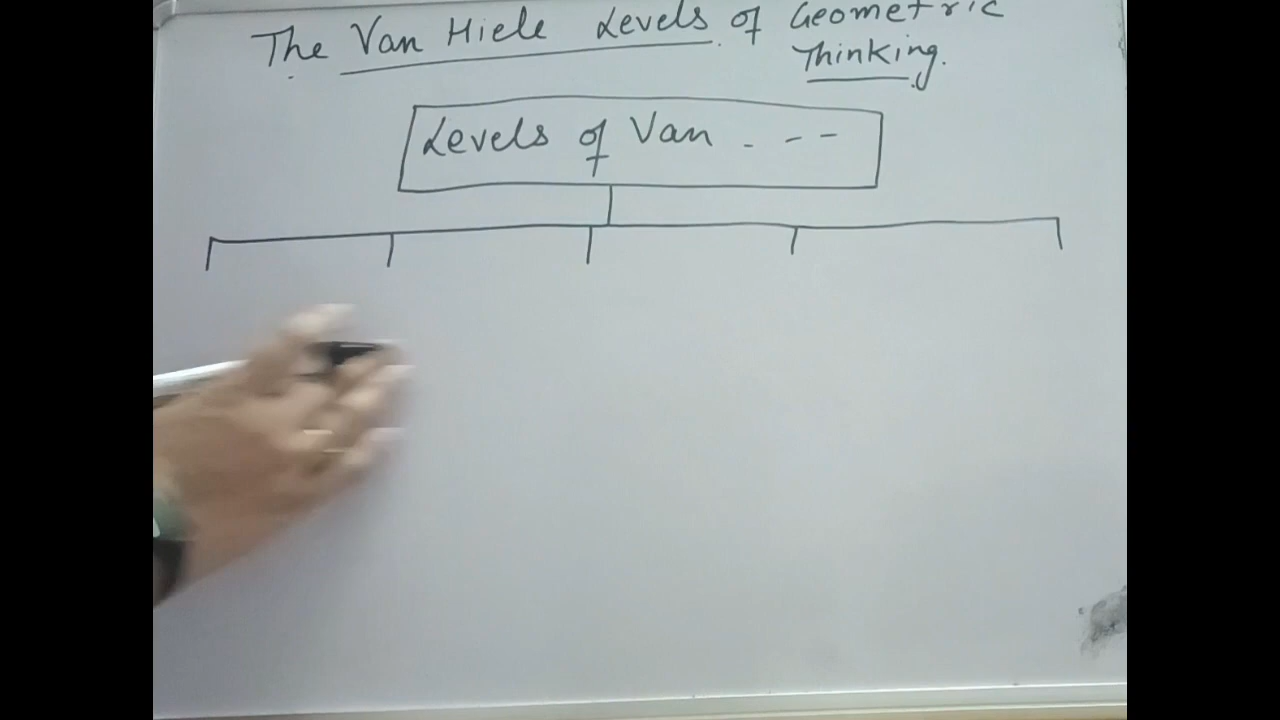 The Van Hiele Levels of Geometric
Thinking.
Levels of Van . - -